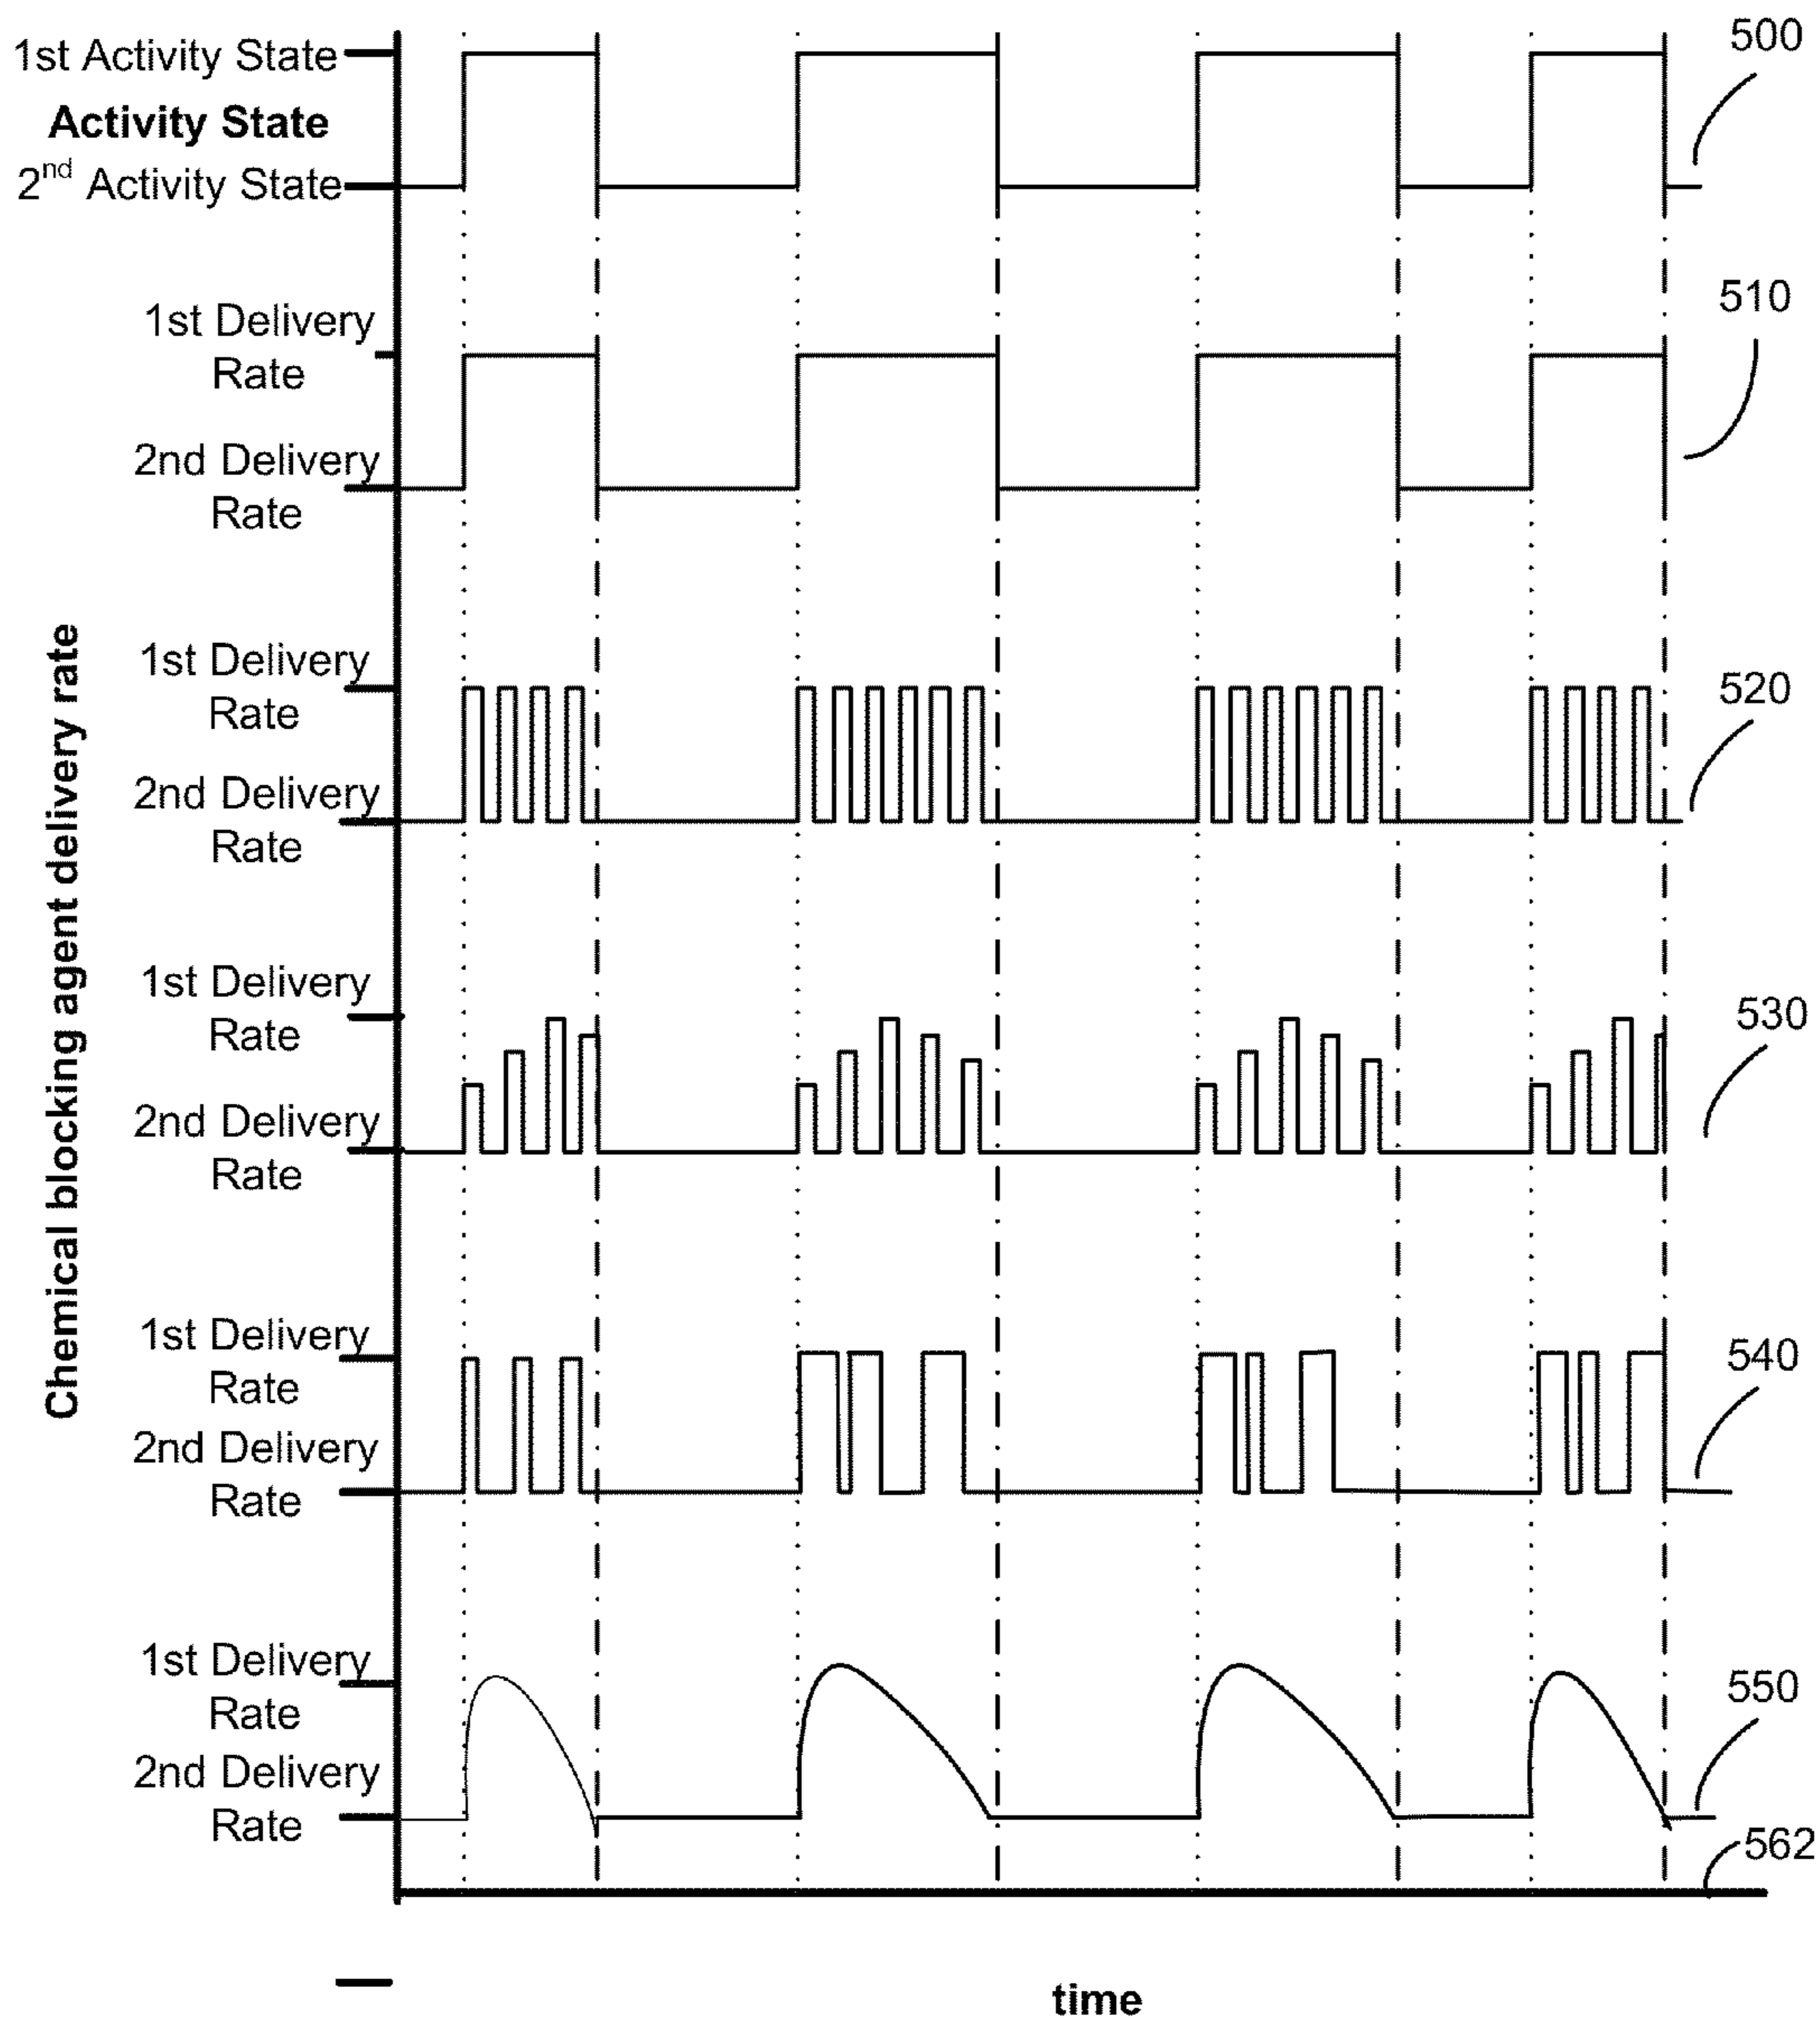 1st Activity State
500
Activity State
2nd Activity State
1st Delivery
Rate
510
2nd Delivery
Rate
Chemical blocking agent delivery rate
1st Delivery
Rate
520
2nd Delivery
Rate
1st Delivery
Rate
530
2nd Delivery
Rate
1st Delivery
Rate
540
2nd Delivery
Rate
1st Delivery
Rate
550
2nd Delivery
Rate
562
time